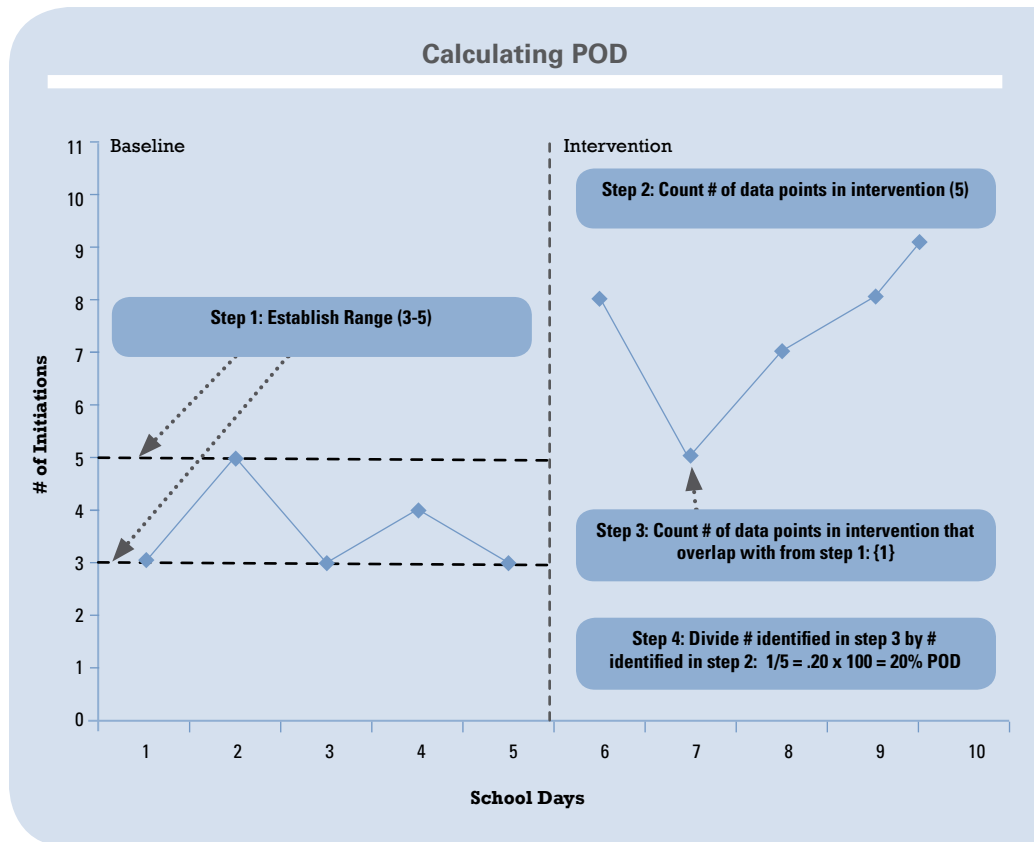 Calculating POD
Baseline
Intervention
11
10
9
8
7
6
5
4
3
2
1
0
# of Initiations
Step 1: Establish Range (3-5)
Step 2: Count # of data points in intervention (5)
Step 3: Count # of data points in intervention that
overlap with from step 1: {1}
Step 4: Divide # identified in step 3 by #
identified in step 2: 1/5 = .20 x 100 = 20% POD
1 2 3 4 5 6 7 8 9 10
School Days